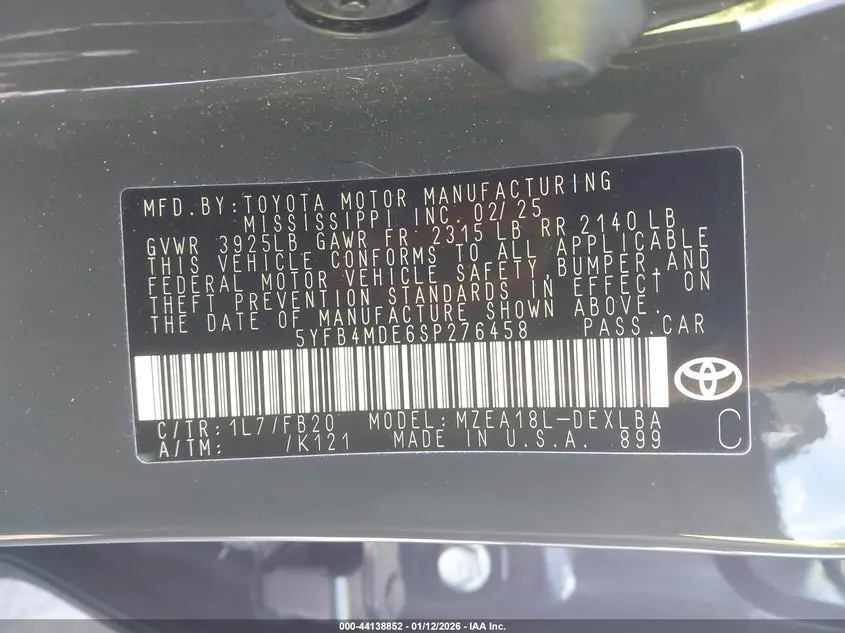 MFD.BY:TOYOTA MOTOR MANUFACTURING
MISSISSIPPI INC. 02/25
GVWR 3925LB GAWR FR 2315 LB RR 2140 LB
THIS VEHICLE CONFORMS TO ALL APPLICABLE
FEDERAL MOTOR VEHICLE SAFETY,BUMPER,AND
THEFT PREVENTION STANDARDS IN EFFECT ON
THE DATE OF MANUFACTURE SHOWN ABOVE.
5YFB4MDE6SP276458 PASS.CAR
C/TR:1L7/FB20 MODEL:MZEA18L-DEXLBA
A/TM: /K121 MADE IN U.S.A. 899
C
000-44138852 - 01/12/2026 - IAA Inc.